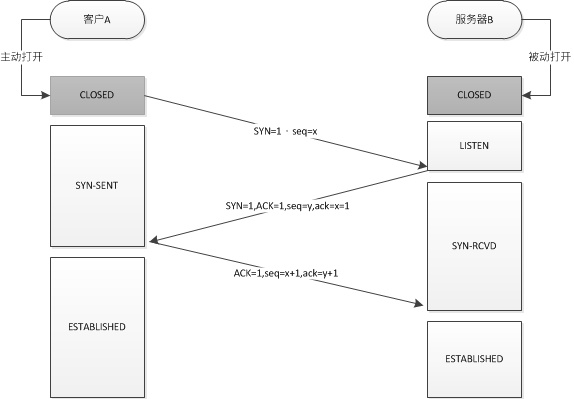 客户A
服务器B
主动打开
被动打开
CLOSED
CLOSED
SYN=1，seq=x
LISTEN
SYN-SENT
SYN=1,ACK=1,seq=y,ack=x=1
SYN-RCVD
ACK=1,seq=x+1,ack=y+1
ESTABLISHED
ESTABLISHED